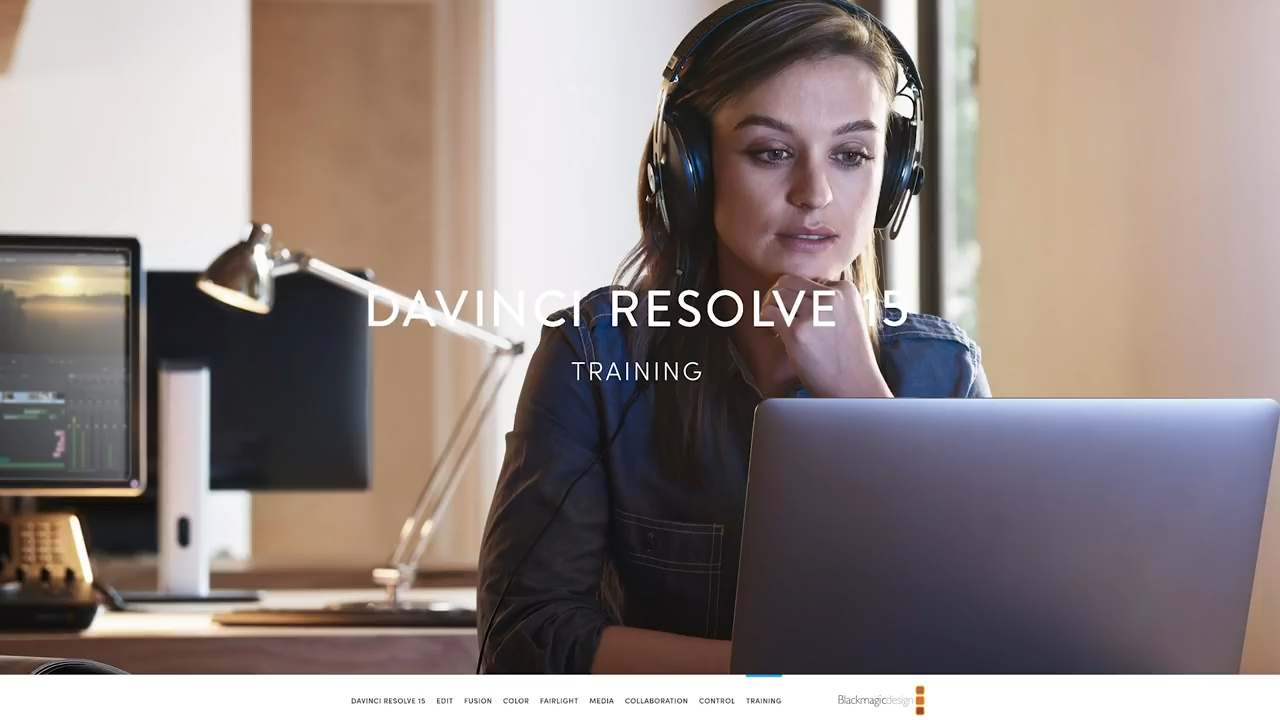 DAVINCI RESOLVE 15
TRAINING
DAVINCI RESOLVE 15 EDIT FUSION COLOR FAIRLIGHT MEDIA COLLABORATION CONTROL TRAINING Blackmagicdesign